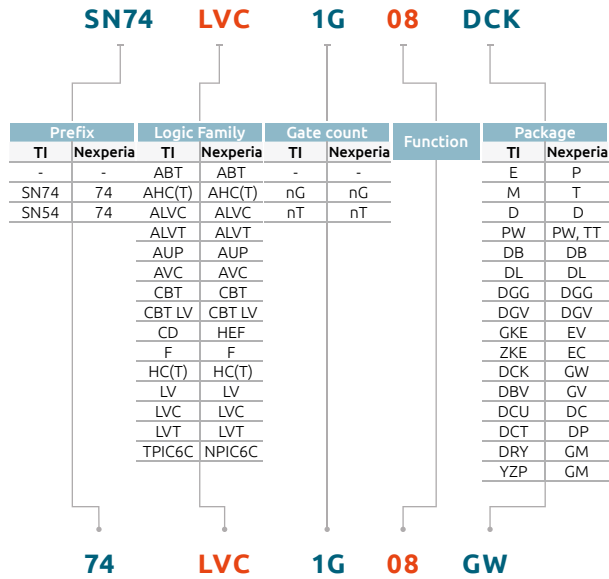 SN74 LVC 1G 08 DCK
Prefix Logic Family Gate count Function Package
TI Nexperia TI Nexperia TI Nexperia TI Nexperia
- - ABT ABT - - E P
SN74 74 AHC(T) AHC(T) nG nG M T
SN54 74 ALVC ALVC nT nT D D
ALVT ALVT PW PW, TT
AUP AUP DB DB
AVC AVC DL DL
CBT CBT DGG DGG
CBT LV CBT LV DGV DGV
CD HEF GKE EV
F F ZKE EC
HC(T) HC(T) DCK GW
LV LV DBV GV
LVC LVC DCU DC
LVT LVT DCT DP
TPIC6C NPIC6C DRY GM
YZP GM
74 LVC 1G 08 GW